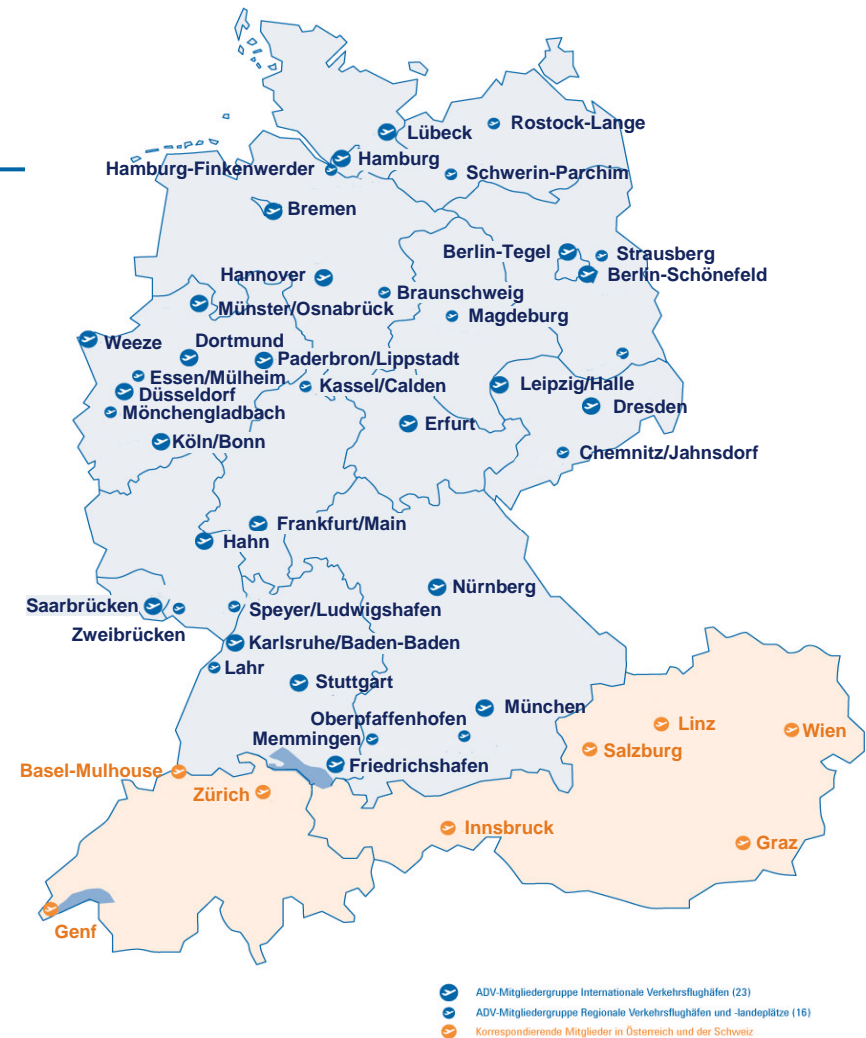 Lübeck
Rostock-Lange
Hamburg
Hamburg-Finkenwerder
Schwerin-Parchim
Bremen
Berlin-Tegel
Strausberg
Berlin-Schönefeld
Hannover
Braunschweig
Münster/Osnabrück
Magdeburg
Weeze
Dortmund
Paderbron/Lippstadt
Essen/Mülheim
Kassel/Calden
Leipzig/Halle
Düsseldorf
Dresden
Mönchengladbach
Erfurt
Köln/Bonn
Chemnitz/Jahnsdorf
Frankfurt/Main
Hahn
Nürnberg
Saarbrücken
Speyer/Ludwigshafen
Zweibrücken
Karlsruhe/Baden-Baden
Lahr
Stuttgart
München
Oberpfaffenhofen
Linz
Wien
Memmingen
Salzburg
Friedrichshafen
Basel-Mulhouse
Zürich
Innsbruck
Graz
Genf
ADV-Mitgliedergruppe Internationale Verkehrsflughäfen (23)
ADV-Mitgliedergruppe Regionale Verkehrsflughäfen und -landeplätze (16)
Korrespondierende Mitglieder in Österreich und der Schweiz